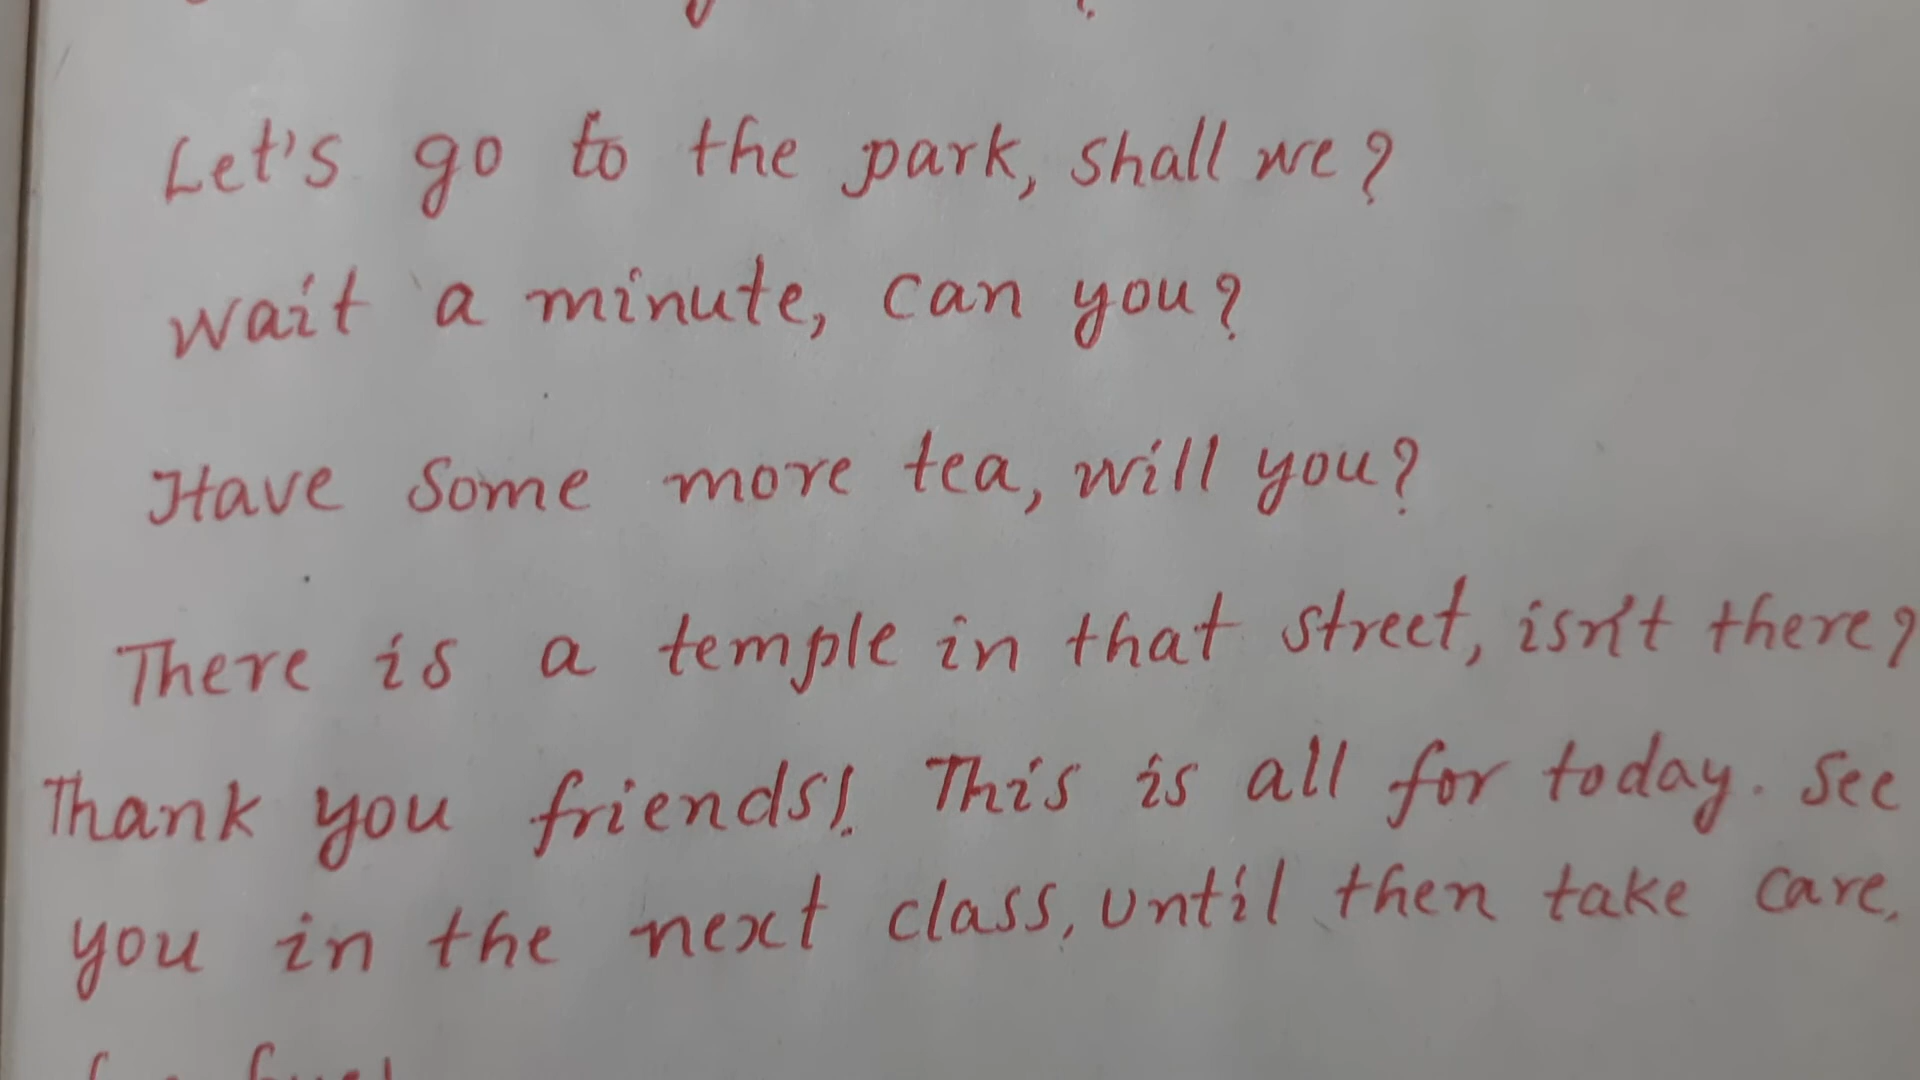 Let's go to the park, shall we?
Wait a minute, can you?
Have some more tea, will you?
There is a temple in that street, isn't there?
Thank you friends! This is all for today. See
you in the next class, until then take care,